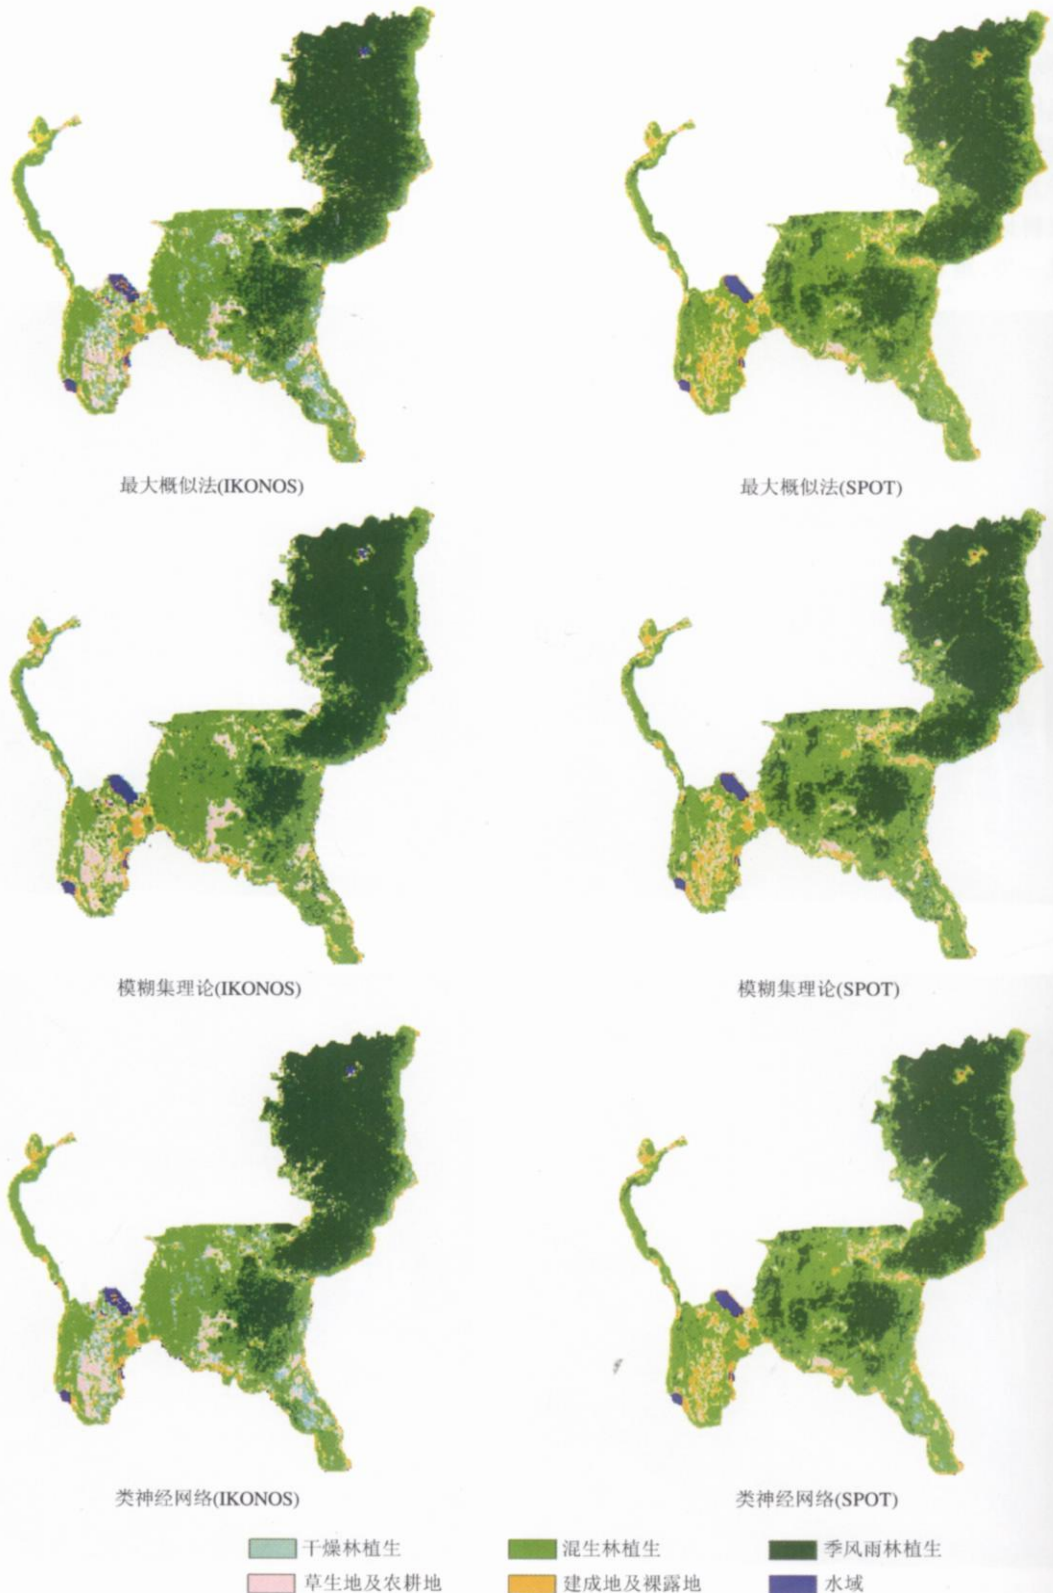 最大概似法(IKONOS)
最大概似法(SPOT)
模糊集理论(IKONOS)
模糊集理论(SPOT)
类神经网络(IKONOS)
类神经网络(SPOT)
干燥林植生
混生林植生
季风雨林植生
草生地及农耕地
建成地及裸露地
水域